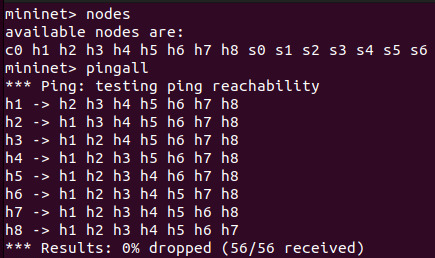 mininet> nodes
available nodes are:
c0 h1 h2 h3 h4 h5 h6 h7 h8 s0 s1 s2 s3 s4 s5 s6
mininet> pingall
*** Ping: testing ping reachability
h1 -> h2 h3 h4 h5 h6 h7 h8
h2 -> h1 h3 h4 h5 h6 h7 h8
h3 -> h1 h2 h4 h5 h6 h7 h8
h4 -> h1 h2 h3 h5 h6 h7 h8
h5 -> h1 h2 h3 h4 h6 h7 h8
h6 -> h1 h2 h3 h4 h5 h7 h8
h7 -> h1 h2 h3 h4 h5 h6 h8
h8 -> h1 h2 h3 h4 h5 h6 h7
*** Results: 0% dropped (56/56 received)